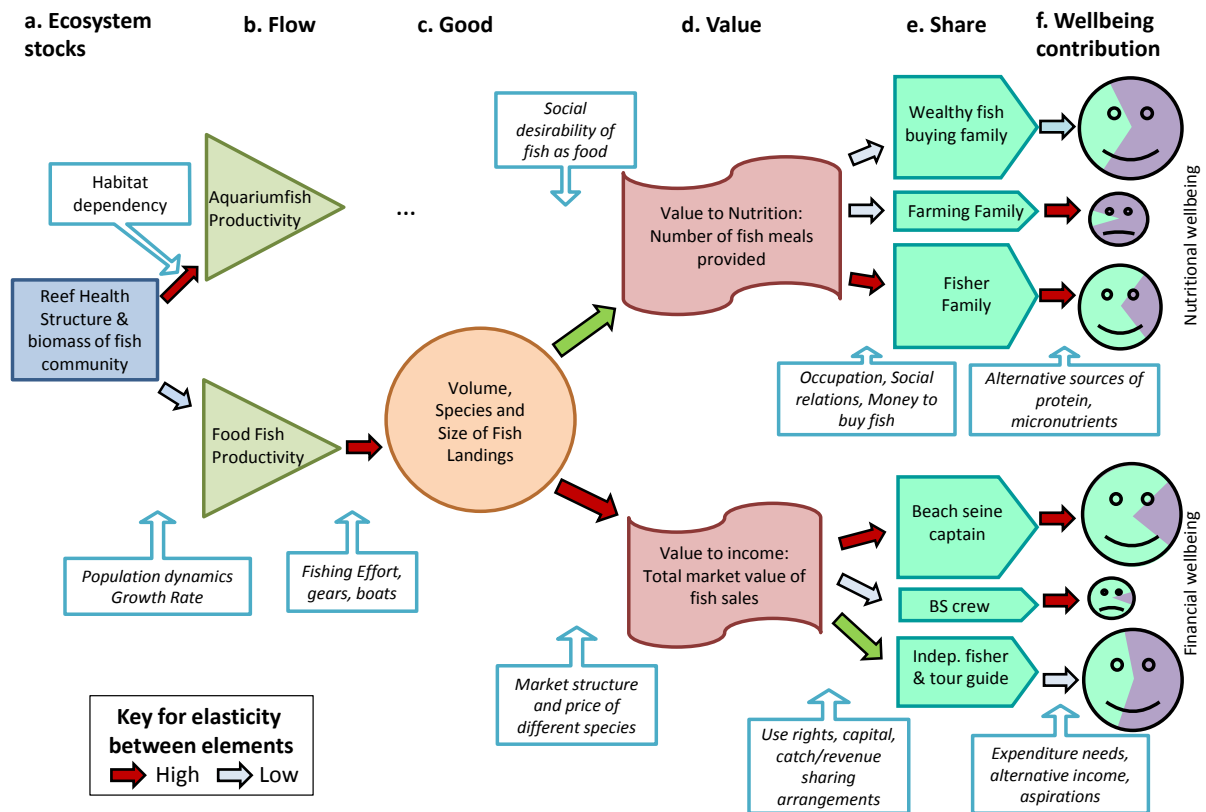 a. Ecosystem
stocks
b. Flow
c. Good
d. Value
e. Share
f. Wellbeing
contribution
Habitat
dependency
Aquariumfish
Productivity
...
Social
desirability of
fish as food
Value to Nutrition:
Number of fish meals
provided
Wealthy fish
buying family
Farming Family
Fisher
Family
Nutritional wellbeing
Reef Health
Structure &
biomass of fish
community
Food Fish
Productivity
Volume,
Species and
Size of Fish
Landings
Occupation, Social
relations, Money to
buy fish
Alternative sources of
protein,
micronutrients
Population dynamics
Growth Rate
Fishing Effort,
gears, boats
Value to income:
Total market value of
fish sales
Beach seine
captain
BS crew
Indep. fisher
& tour guide
Financial wellbeing
Market structure
and price of
different species
Use rights, capital,
catch/revenue
sharing
arrangements
Expenditure needs,
alternative income,
aspirations
Key for elasticity
between elements
High
Low